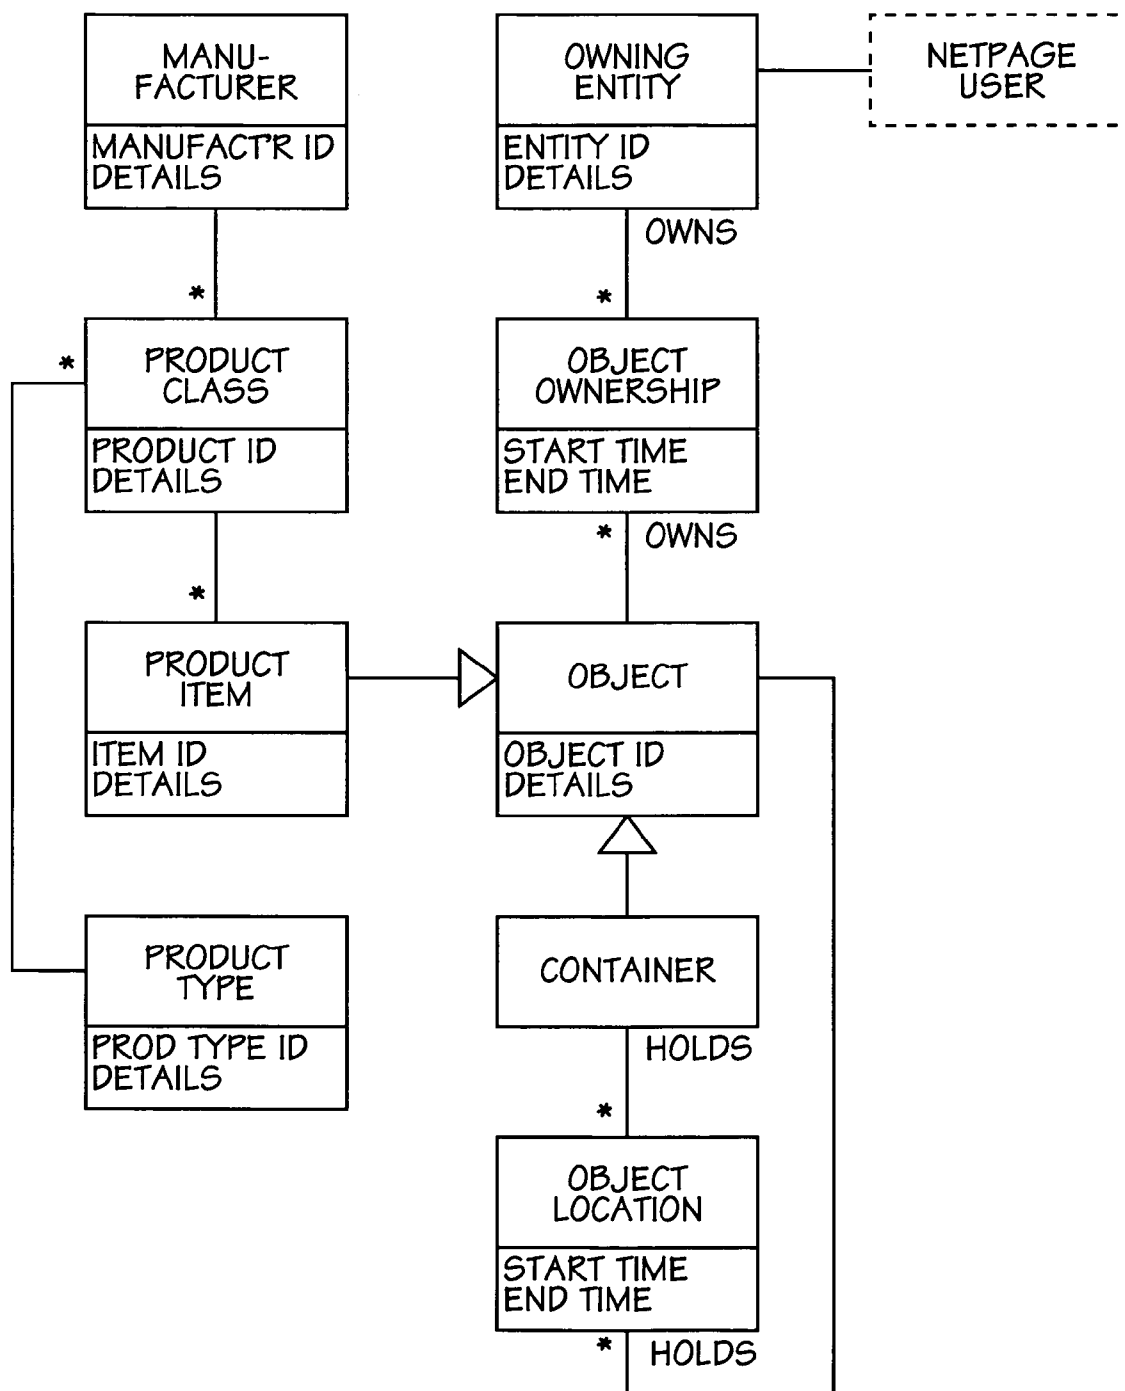 MANU-
FACTURER
MANUFACT'R ID
DETAILS
OWNING
ENTITY
ENTITY ID
DETAILS
NETPAGE
USER
OWNS
*
*
PRODUCT
CLASS
PRODUCT ID
DETAILS
*
OBJECT
OWNERSHIP
START TIME
END TIME
* OWNS
*
PRODUCT
ITEM
ITEM ID
DETAILS
OBJECT
OBJECT ID
DETAILS
PRODUCT
TYPE
PROD TYPE ID
DETAILS
CONTAINER
HOLDS
*
OBJECT
LOCATION
START TIME
END TIME
* HOLDS